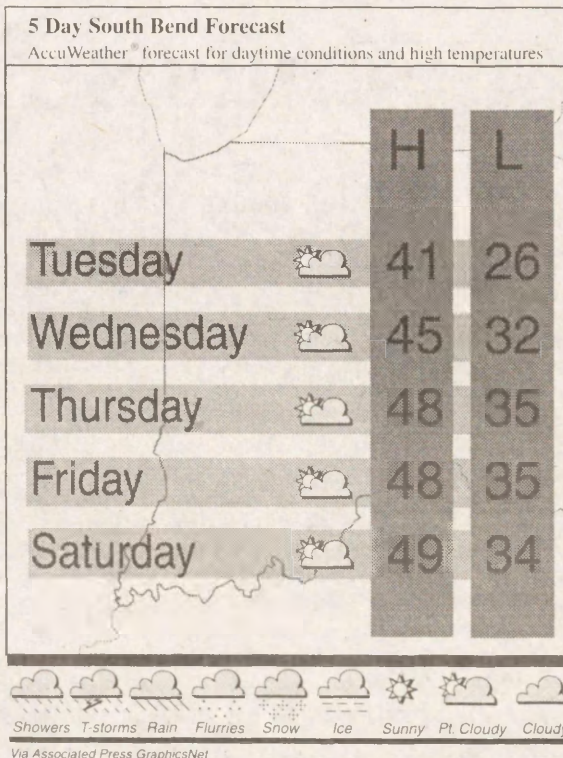 5 Day South Bend Forecast
AccuWeather® forecast for daytime conditions and high temperatures
H L
Tuesday 41 26
Wednesday 45 32
Thursday 48 35
Friday 48 35
Saturday 49 34
Showers T-storms Rain Flurries Snow Ice Sunny Pt. Cloudy Cloudy
Via Associated Press GraphicsNet